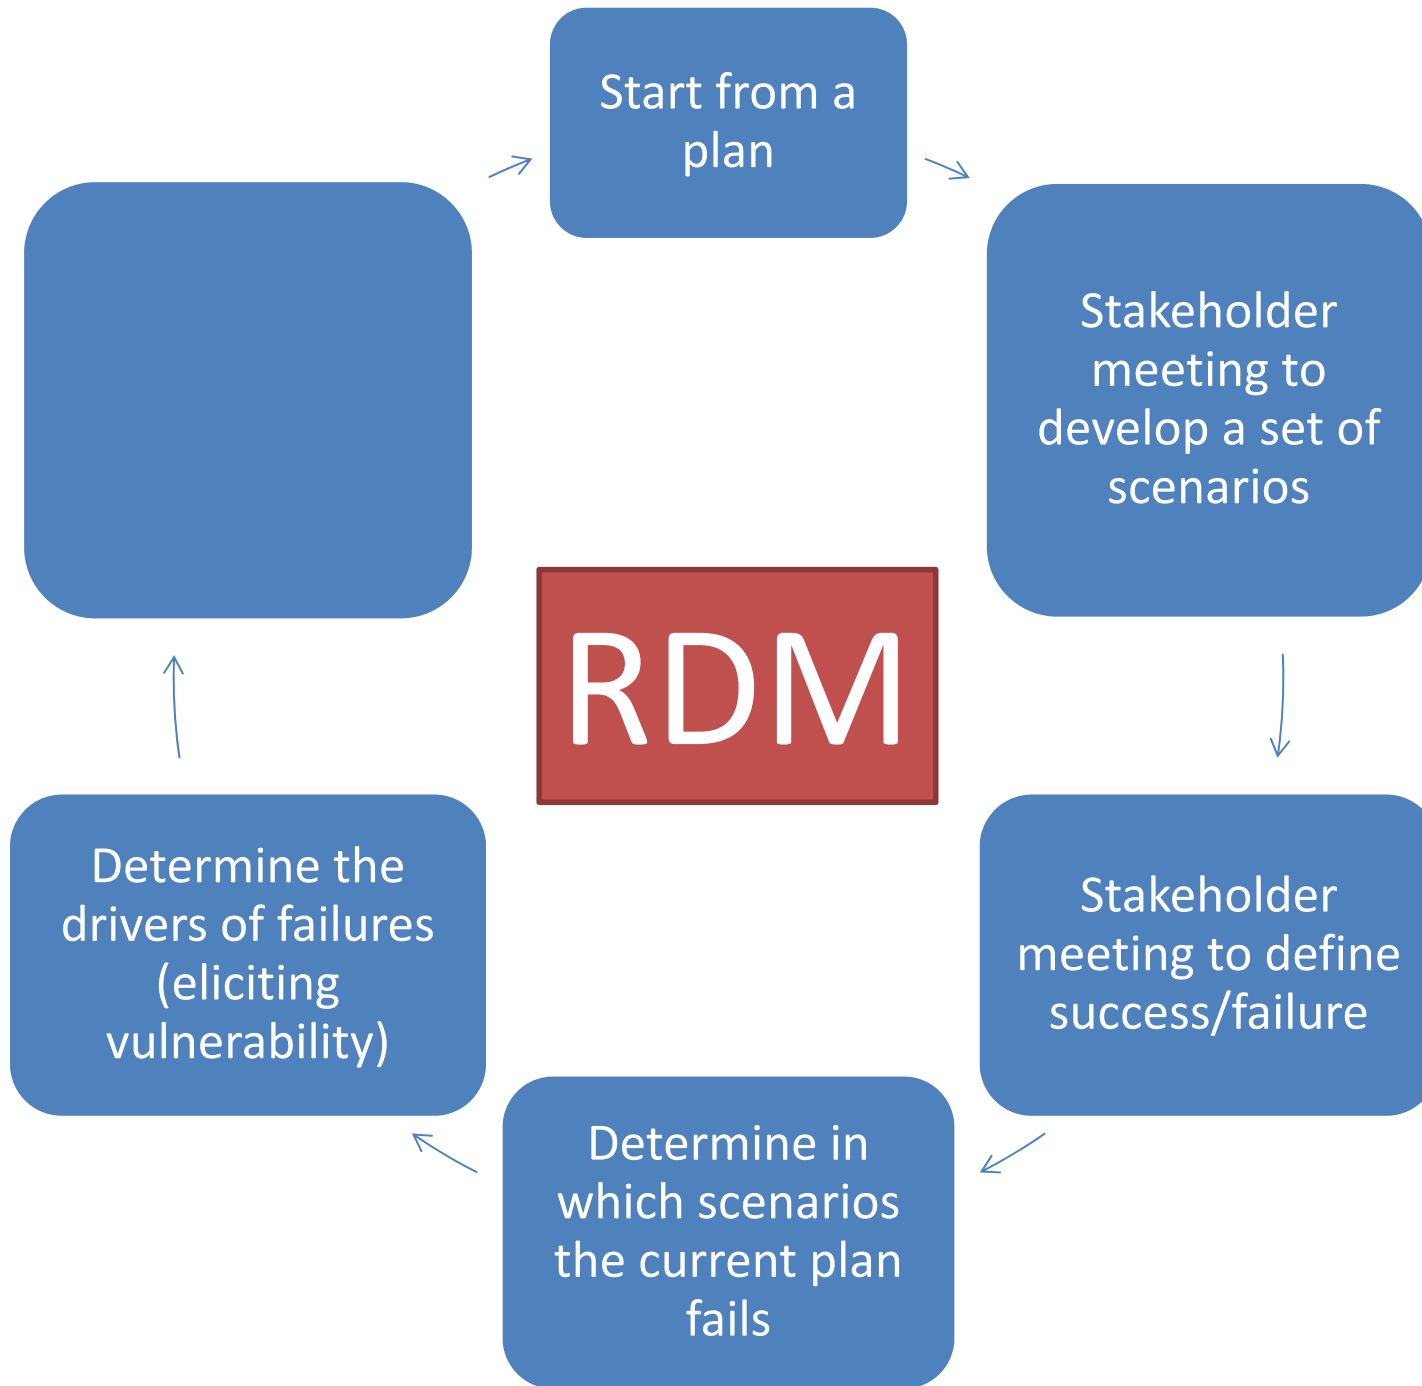 Start from a
plan
Stakeholder
meeting to
develop a set of
scenarios
Stakeholder
meeting to define
success/failure
Determine in
which scenarios
the current plan
fails
Determine the
drivers of failures
(eliciting
vulnerability)
RDM